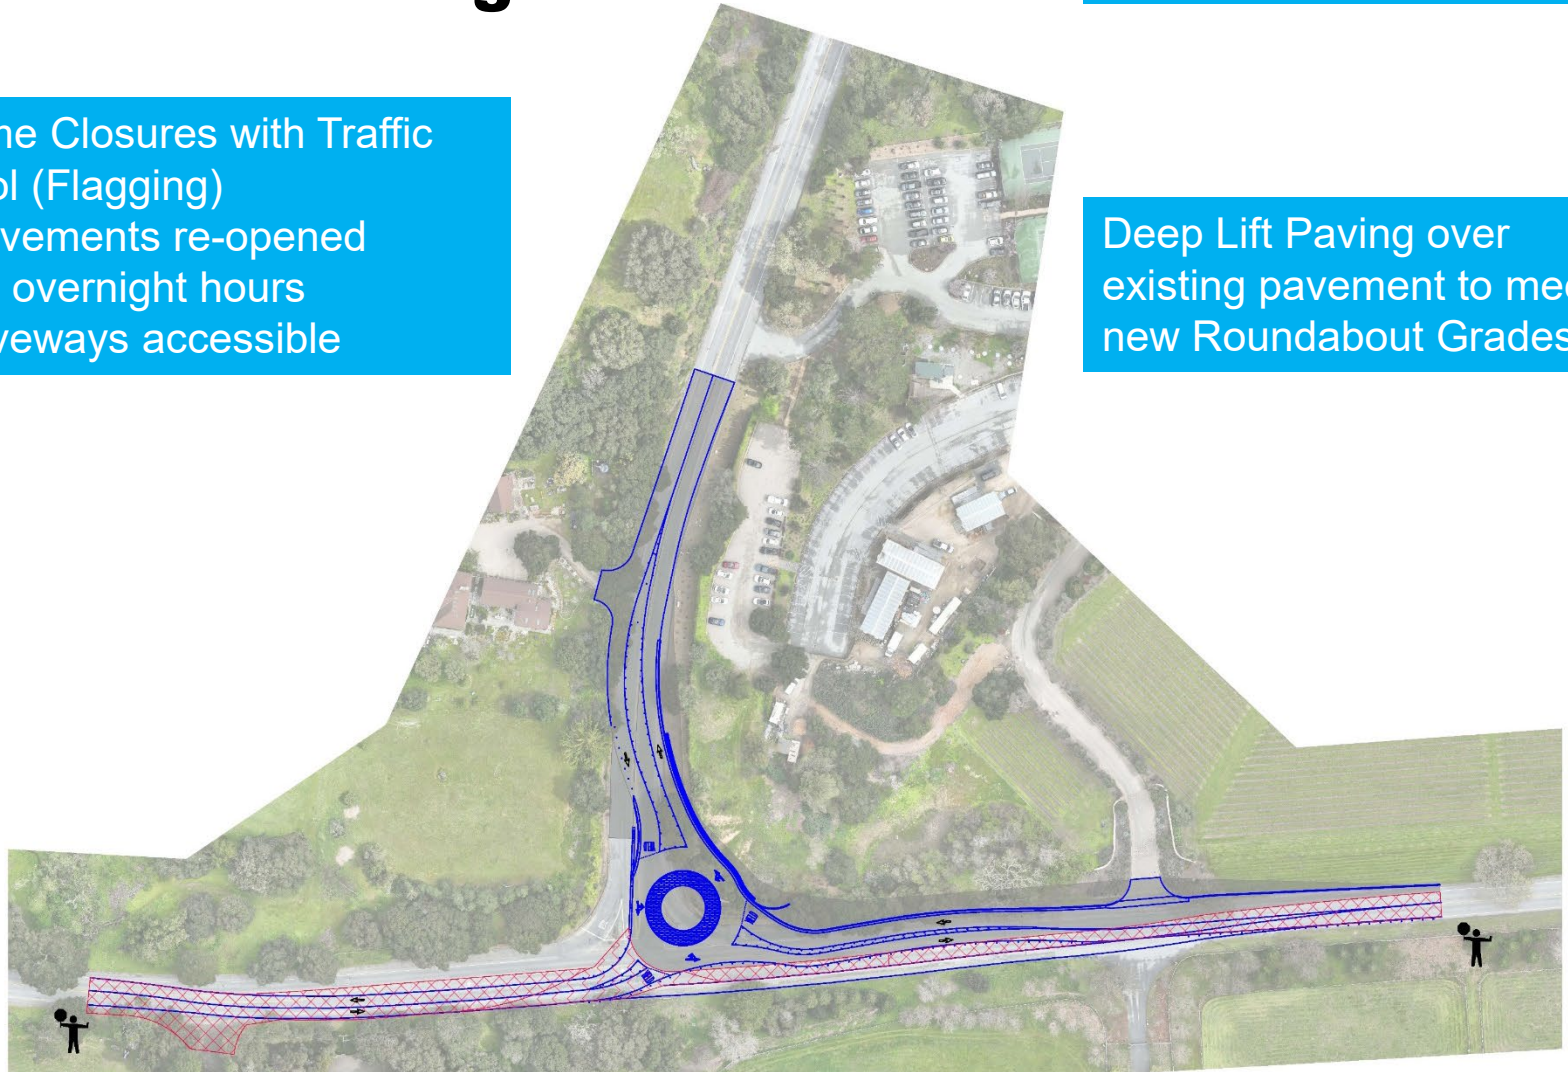 g
me Closures with Traffic
ol (Flagging)
vements re-opened
overnight hours
veways accessible
Deep Lift Paving over
existing pavement to mee
new Roundabout Grades